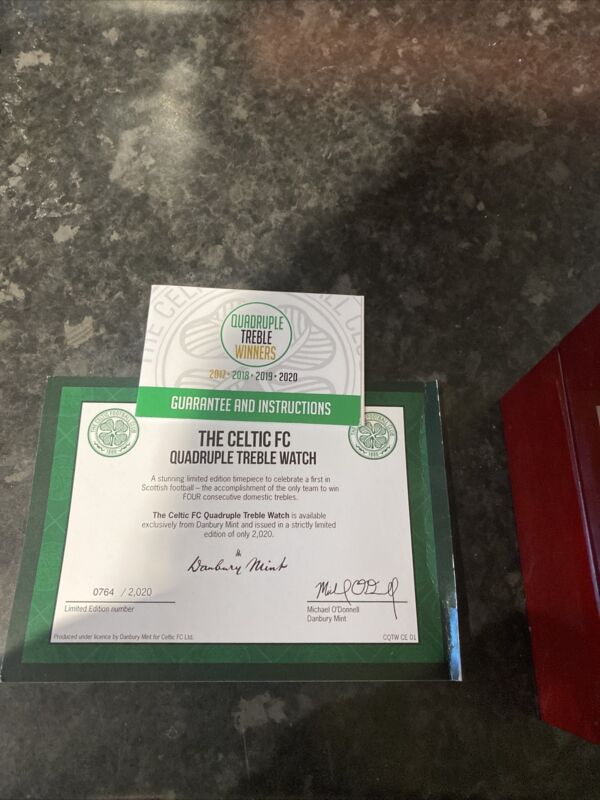 THE CEL
LL CLU
QUADRUPLE
TREBLE
WINNERS
2017 • 2018 • 2019 • 2020
GUARANTEE AND INSTRUCTIONS
THE CELTIC FC
QUADRUPLE TREBLE WATCH
A stunning limited edition timepiece to celebrate a first in
Scottish football – the accomplishment of the only team to win
FOUR consecutive domestic trebles.
The Celtic FC Quadruple Treble Watch is available
exclusively from Danbury Mint and issued in a strictly limited
edition of only 2,020.
Danbury Mint
0764 / 2,020
Limited Edition number
Michael O'Donnell
Danbury Mint
Produced under licence by Danbury Mint for Celtic FC Ltd.
CQTW CE 01